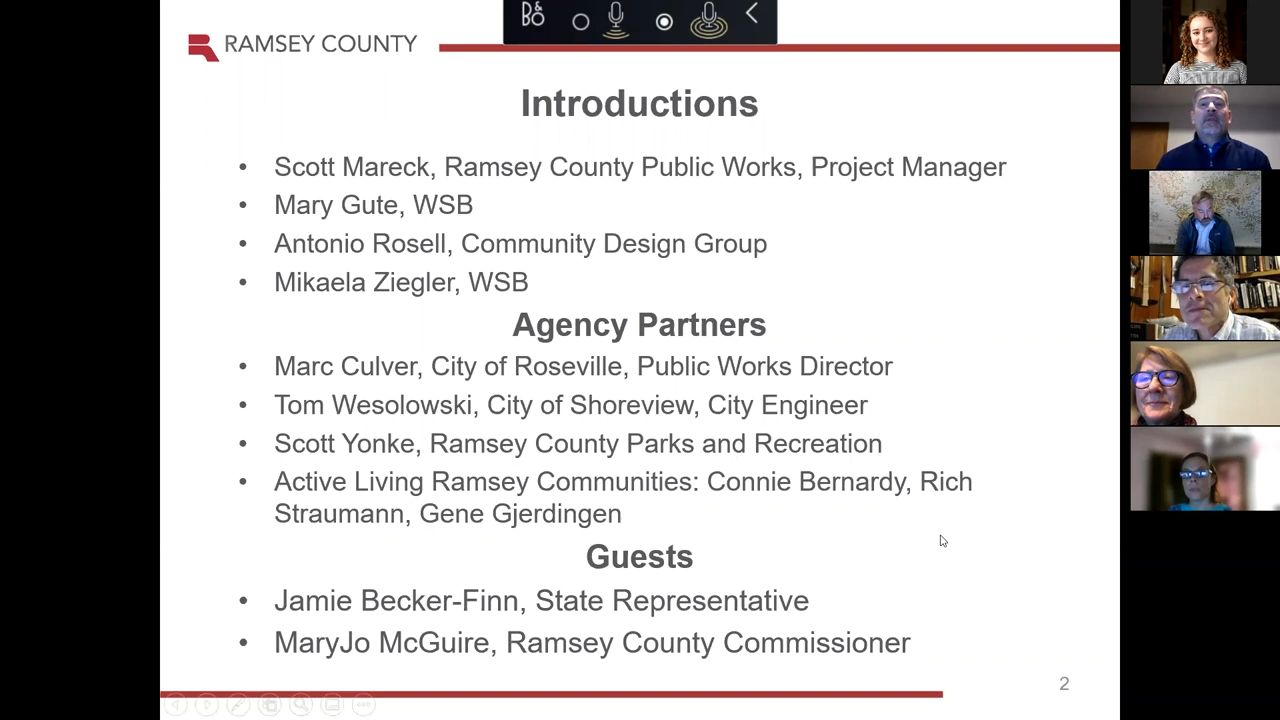 B&O
RAMSEY COUNTY
Introductions
• Scott Mareck, Ramsey County Public Works, Project Manager
• Mary Gute, WSB
• Antonio Rosell, Community Design Group
• Mikaela Ziegler, WSB
Agency Partners
• Marc Culver, City of Roseville, Public Works Director
• Tom Wesolowski, City of Shoreview, City Engineer
• Scott Yonke, Ramsey County Parks and Recreation
• Active Living Ramsey Communities: Connie Bernardy, Rich
Straumann, Gene Gjerdingen
Guests
• Jamie Becker-Finn, State Representative
• MaryJo McGuire, Ramsey County Commissioner
2